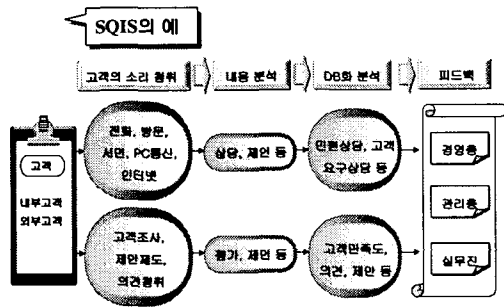 SQIS의 예
고객의 소리 청취
내용 분석
DB화 분석
피드백
고객
내부고객
외부고객
전화, 방문,
서면, PC통신,
인터넷
상담, 제안 등
민원상담, 고객
요구상담 등
고객조사,
제안제도,
의견청취
평가, 제언 등
고객만족도,
의견, 제안 등
경영층
관리층
실무진